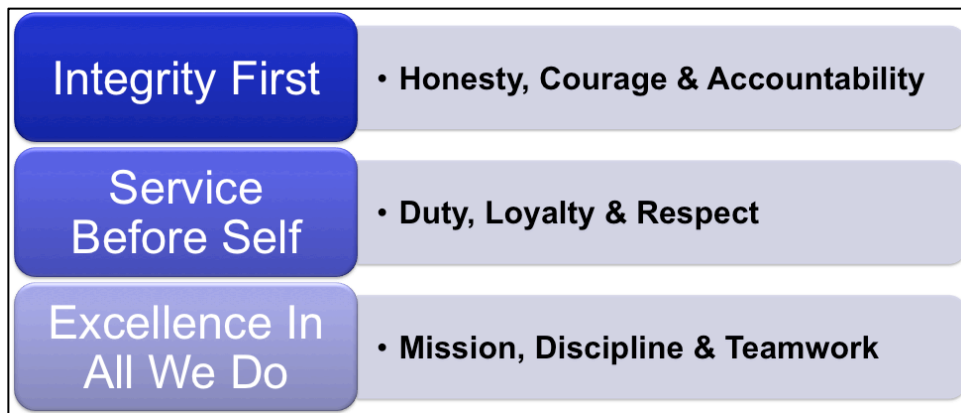 Integrity First
• Honesty, Courage & Accountability
Service
Before Self
• Duty, Loyalty & Respect
Excellence In
All We Do
• Mission, Discipline & Teamwork